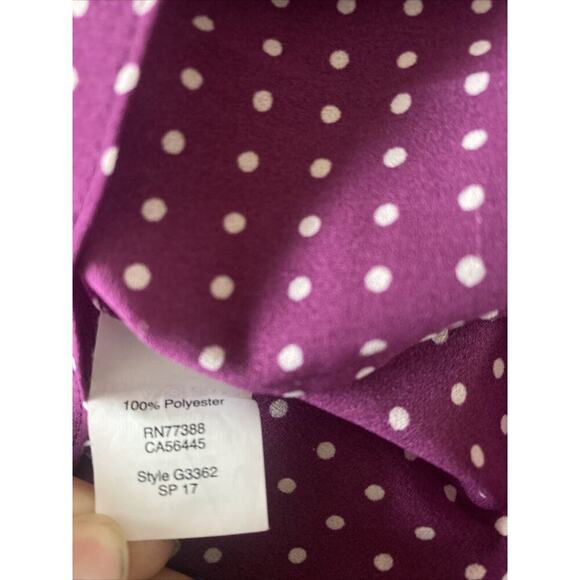 100% Polyester
RN77388
CA56445
Style G3362
SP 17